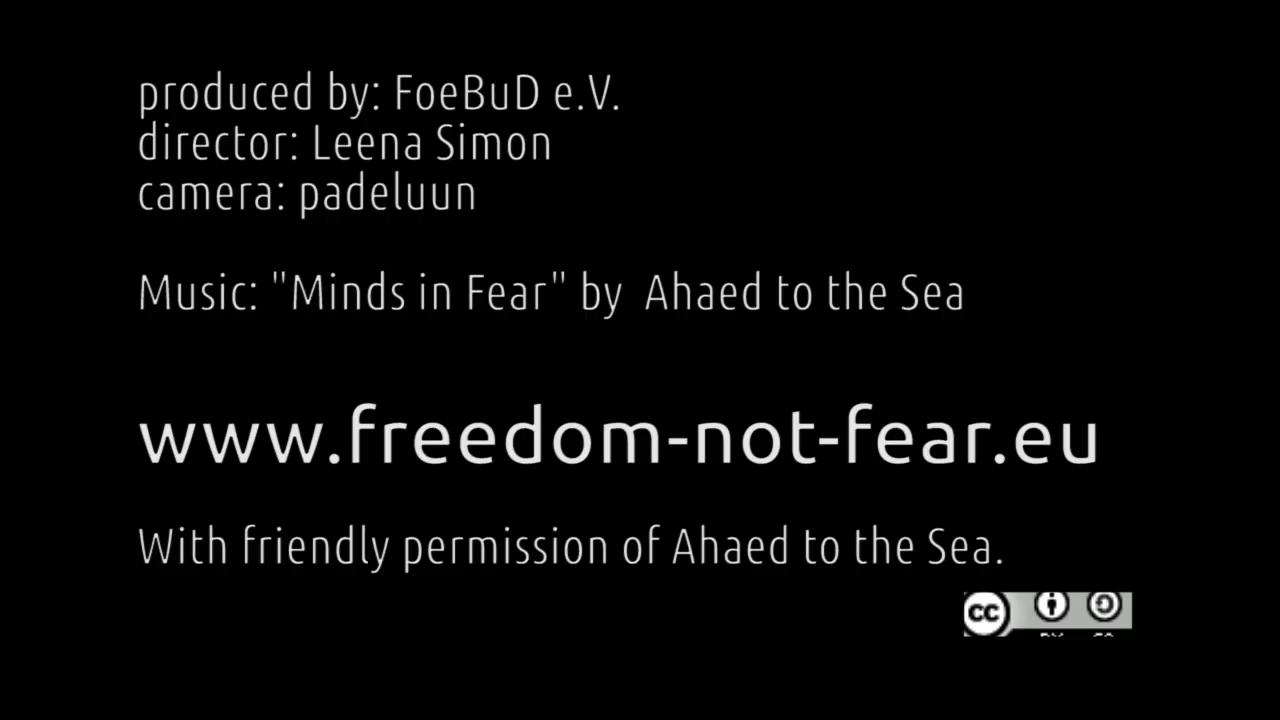 produced by: FoeBuD e.V.
director: Leena Simon
camera: padeluun
Music: "Minds in Fear" by Ahaed to the Sea
www.freedom-not-fear.eu
With friendly permission of Ahaed to the Sea.
cc